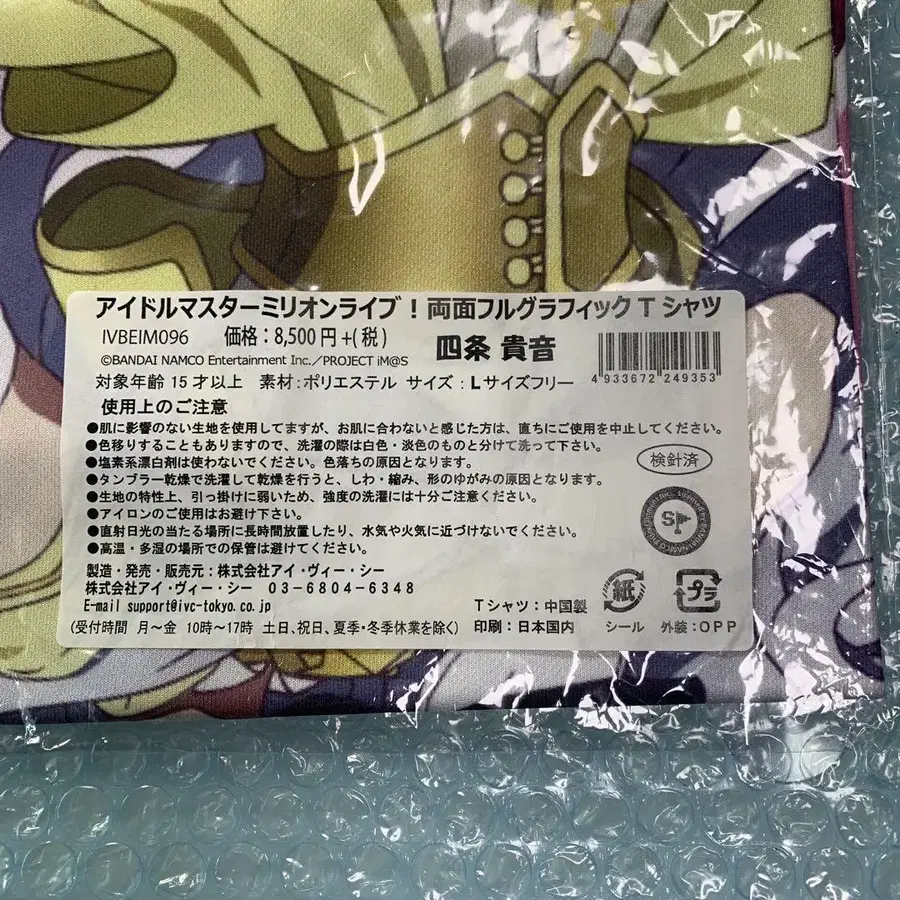 アイドルマスターミリオンライブ！両面フルグラフィックTシャツ
IVBEIM096 価格：8,500円+(税)
©BANDAI NAMCO Entertainment Inc.／PROJECT iM@S
四条 貴音
4 933672 249353
対象年齢 15才以上 素材：ポリエステル サイズ：Lサイズフリー
使用上のご注意
●肌に影響のない生地を使用してますが、お肌に合わないと感じた方は、直ちにご使用を中止してください。
●色移りすることもありますので、洗濯の際は白色・淡色のものと分けて洗って下さい。
●塩素系漂白剤は使わないでください。色落ちの原因となります。
●タンブラー乾燥で洗濯して乾燥を行うと、しわ・縮み、形のゆがみの原因となります。
●生地の特性上、引っ掛けに弱いため、強度の洗濯には十分ご注意ください。
●アイロンのご使用はお避け下さい。
●直射日光の当たる場所に長時間放置したり、水気や火気に近づけないでください。
●高温・多湿の場所での保管は避けてください。
検針済
製造・発売・販売元：株式会社アイ・ヴィー・シー
株式会社アイ・ヴィー・シー 03-6804-6348
E-mail support@ivc-tokyo.co.jp
(受付時間 月～金 10時～17時 土日、祝日、夏季・冬季休業を除く)
Tシャツ：中国製
印刷：日本国内
紙
シール
プラ
外装：OPP